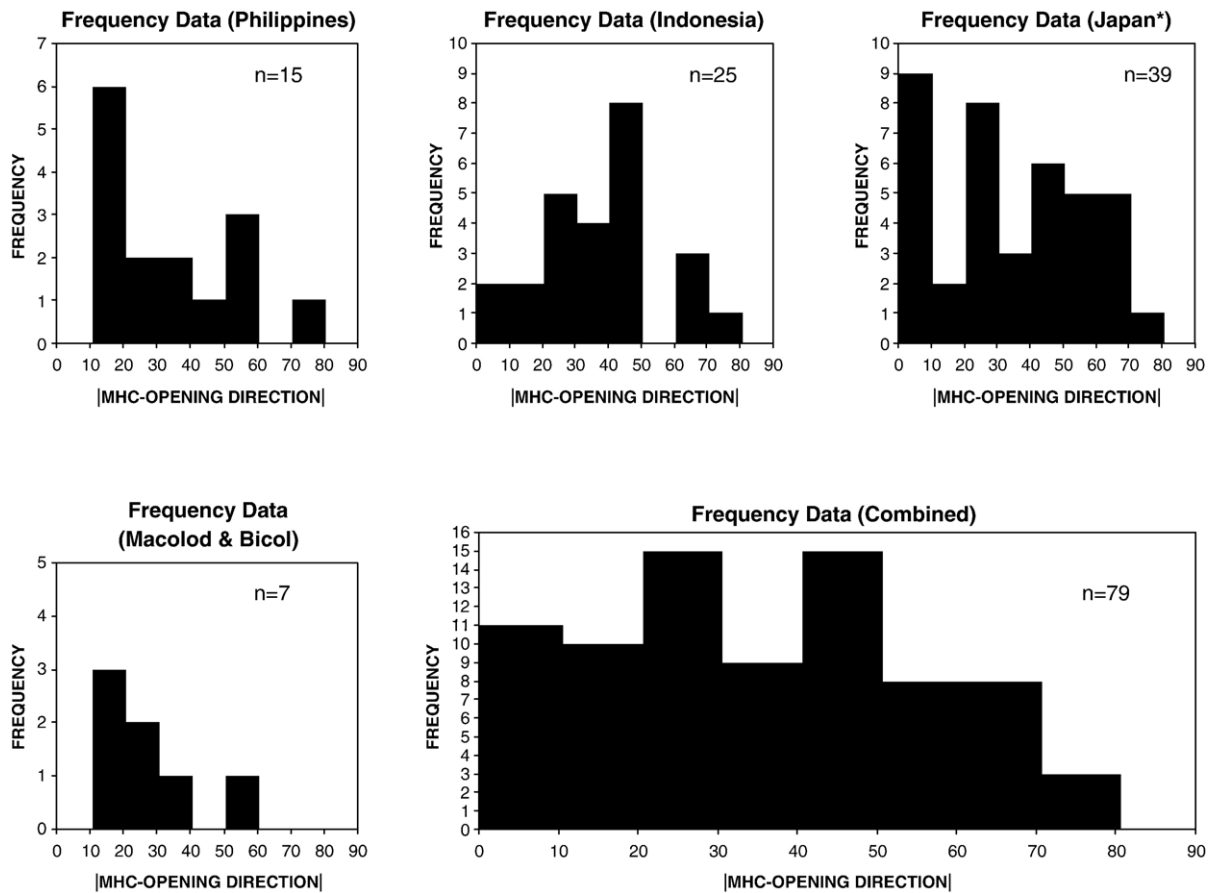 Frequency Data (Philippines)
7
6
5
4
3
2
1
0
FREQUENCY
n=15
0 10 20 30 40 50 60 70 80 90
|MHC-OPENING DIRECTION|
Frequency Data (Indonesia)
10
9
8
7
6
5
4
3
2
1
0
FREQUENCY
n=25
0 10 20 30 40 50 60 70 80 90
|MHC-OPENING DIRECTION|
Frequency Data (Japan*)
10
9
8
7
6
5
4
3
2
1
0
FREQUENCY
n=39
0 10 20 30 40 50 60 70 80 90
|MHC-OPENING DIRECTION|
Frequency Data
(Macolod & Bicol)
5
4
3
2
1
0
FREQUENCY
n=7
0 10 20 30 40 50 60 70 80 90
|MHC-OPENING DIRECTION|
Frequency Data (Combined)
16
15
14
13
12
11
10
9
8
7
6
5
4
3
2
1
0
FREQUENCY
n=79
0 10 20 30 40 50 60 70 80 90
|MHC-OPENING DIRECTION|